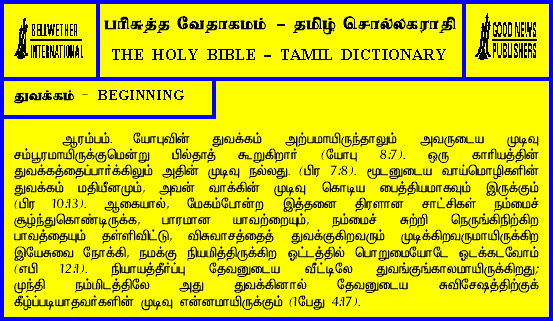 BELLWETHER
INTERNATIONAL
பரிசுத்த வேதாகமம் - தமிழ் சொல்லகராதி
THE HOLY BIBLE - TAMIL DICTIONARY
GOOD NEWS
PUBLISHERS
துவக்கம் - BEGINNING
ஆரம்பம். யோபுவின் துவக்கம் அற்பமாயிருந்தாலும் அவருடைய முடிவு
சம்பூரமாயிருக்குமென்று பில்தாத் கூறுகிறார் (யோபு 8:7). ஒரு காரியத்தின்
துவக்கத்தைப்பார்க்கிலும் அதின் முடிவு நல்லது. (பிர 7:8). மூடனுடைய வாய்மொழிகளின்
துவக்கம் மதியீனமும், அவன் வாக்கின் முடிவு கொடிய பைத்தியமாகவும் இருக்கும்
(பிர 10:13). ஆகையால், மேகம்போன்ற இத்தனை திரளான சாட்சிகள் நம்மைச்
சூழ்ந்துகொண்டிருக்க, பாரமான யாவற்றையும், நம்மைச் சுற்றி நெருங்கிநிற்கிற
பாவத்தையும் தள்ளிவிட்டு, விசுவாசத்தைத் துவக்குகிறவரும் முடிக்கிறவருமாயிருக்கிற
இயேசுவை நோக்கி, நமக்கு நியமித்திருக்கிற ஓட்டத்தில் பொறுமையோடே ஓடக்கடவோம்
(எபி 12:1). நியாயத்தீர்ப்பு தேவனுடைய வீட்டிலே துவங்குங்காலமாயிருக்கிறது;
முந்தி நம்மிடத்திலே அது துவக்கினால் தேவனுடைய சுவிசேஷத்திற்குக்
கீழ்ப்படியாதவர்களின் முடிவு என்னமாயிருக்கும் (1பேது 4:17).